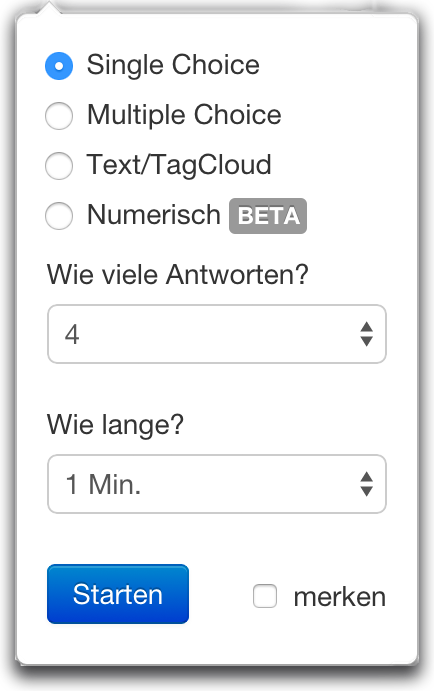 Single Choice
Multiple Choice
Text/TagCloud
Numerisch BETA
Wie viele Antworten?
4
Wie lange?
1 Min.
Starten merken